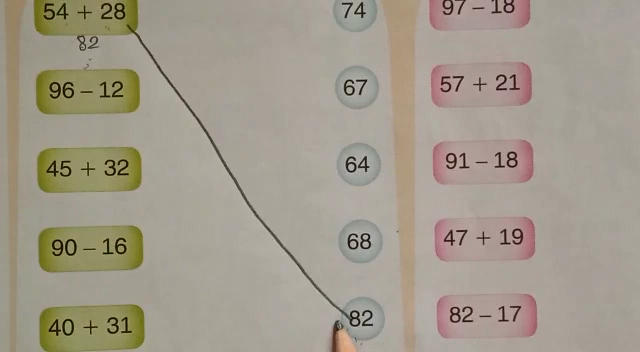 54 + 28
82
96 – 12
45 + 32
90 – 16
40 + 31
74
67
64
68
82
97 – 18
57 + 21
91 – 18
47 + 19
82 – 17